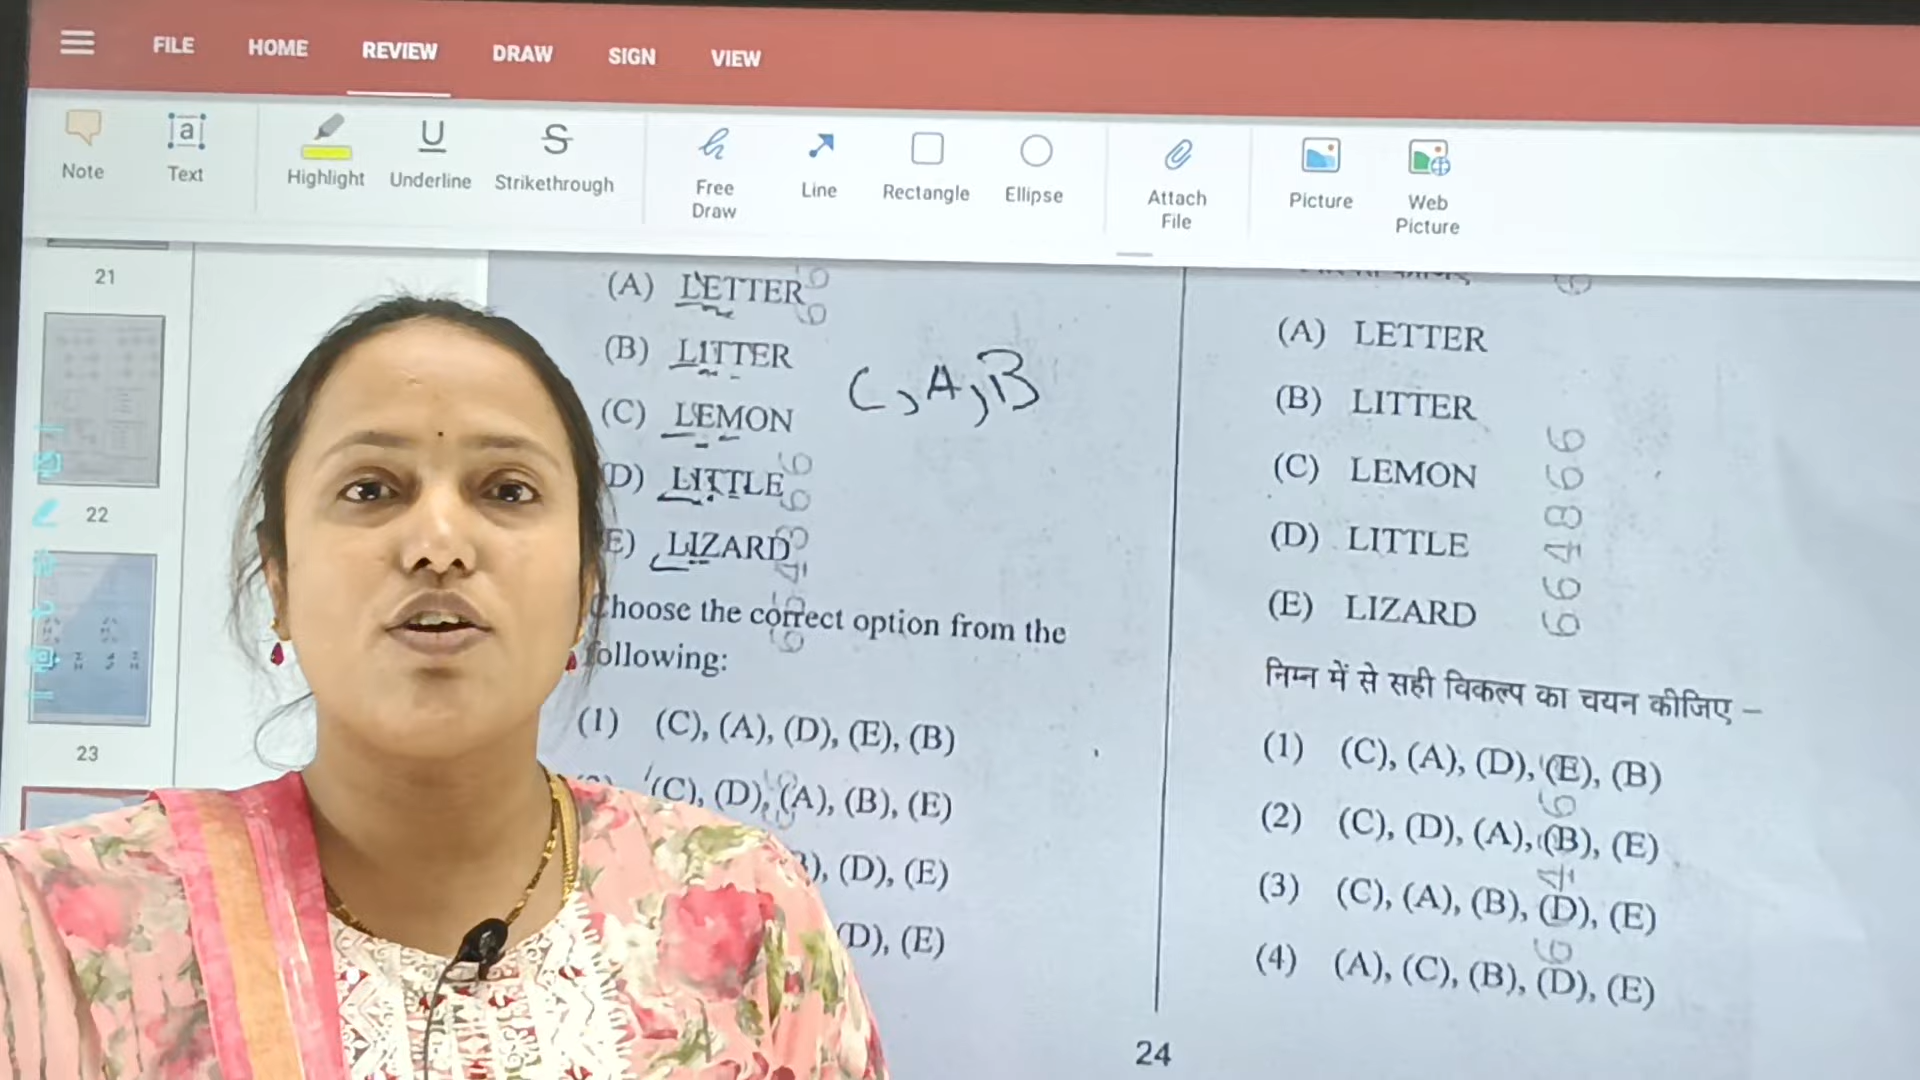 FILE HOME REVIEW DRAW SIGN VIEW
Note Text Highlight Underline Strikethrough Free Draw Line Rectangle Ellipse Attach File Picture Web Picture
21
22
23
(A) LETTER
(B) LITTER
(C) LEMON
D) LITTLE
E) LIZARD
C, A, B
Choose the correct option from the
following:
(1) (C), (A), (D), (E), (B)
(C), (D), (A), (B), (E)
), (D), (E)
(D), (E)
(A) LETTER
(B) LITTER
(C) LEMON
(D) LITTLE
(E) LIZARD
निम्न में से सही विकल्प का चयन कीजिए –
(1) (C), (A), (D), (E), (B)
(2) (C), (D), (A), (B), (E)
(3) (C), (A), (B), (D), (E)
(4) (A), (C), (B), (D), (E)
664866
24